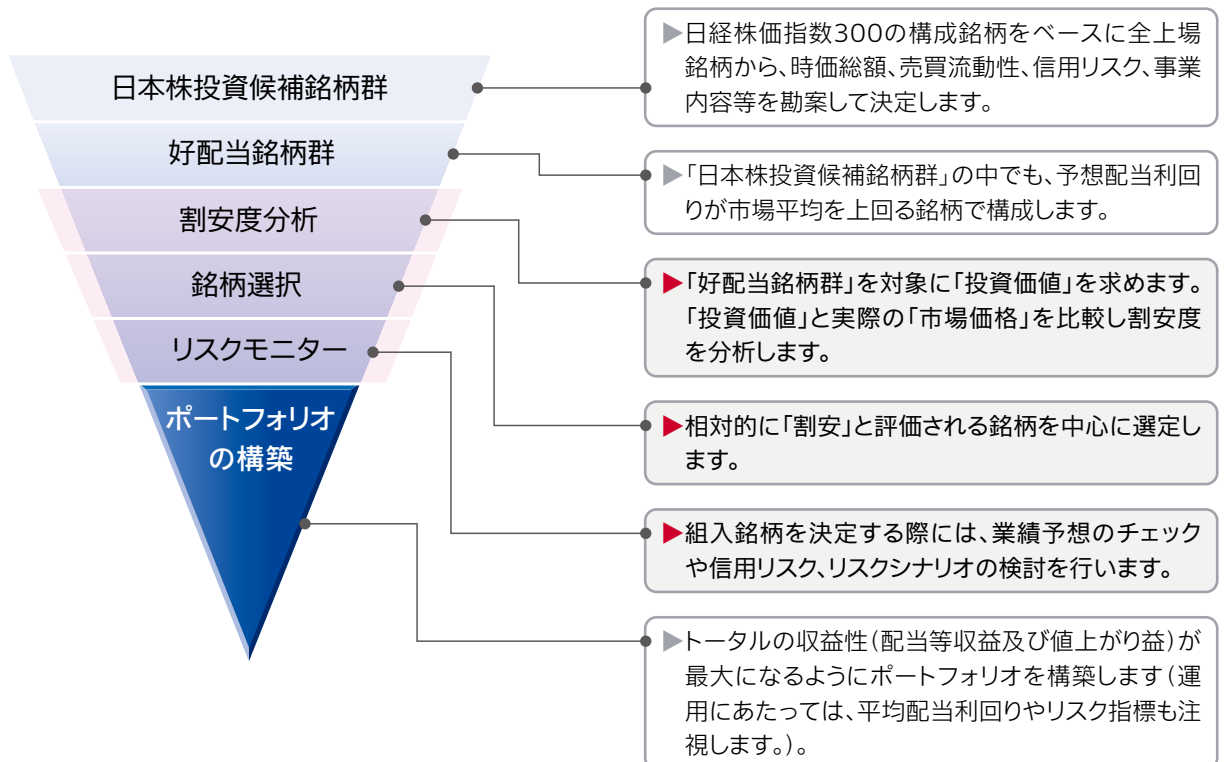 日本株投資候補銘柄群
▶日経株価指数300の構成銘柄をベースに全上場
銘柄から、時価総額、売買流動性、信用リスク、事業
内容等を勘案して決定します。
好配当銘柄群
▶「日本株投資候補銘柄群」の中でも、予想配当利回
りが市場平均を上回る銘柄で構成します。
割安度分析
▶「好配当銘柄群」を対象に「投資価値」を求めます。
「投資価値」と実際の「市場価格」を比較し割安度
を分析します。
銘柄選択
▶相対的に「割安」と評価される銘柄を中心に選定し
ます。
リスクモニター
▶組入銘柄を決定する際には、業績予想のチェック
や信用リスク、リスクシナリオの検討を行います。
ポートフォリオ
の構築
▶トータルの収益性（配当等収益及び値上がり益）が
最大になるようにポートフォリオを構築します（運
用にあたっては、平均配当利回りやリスク指標も注
視します。）。